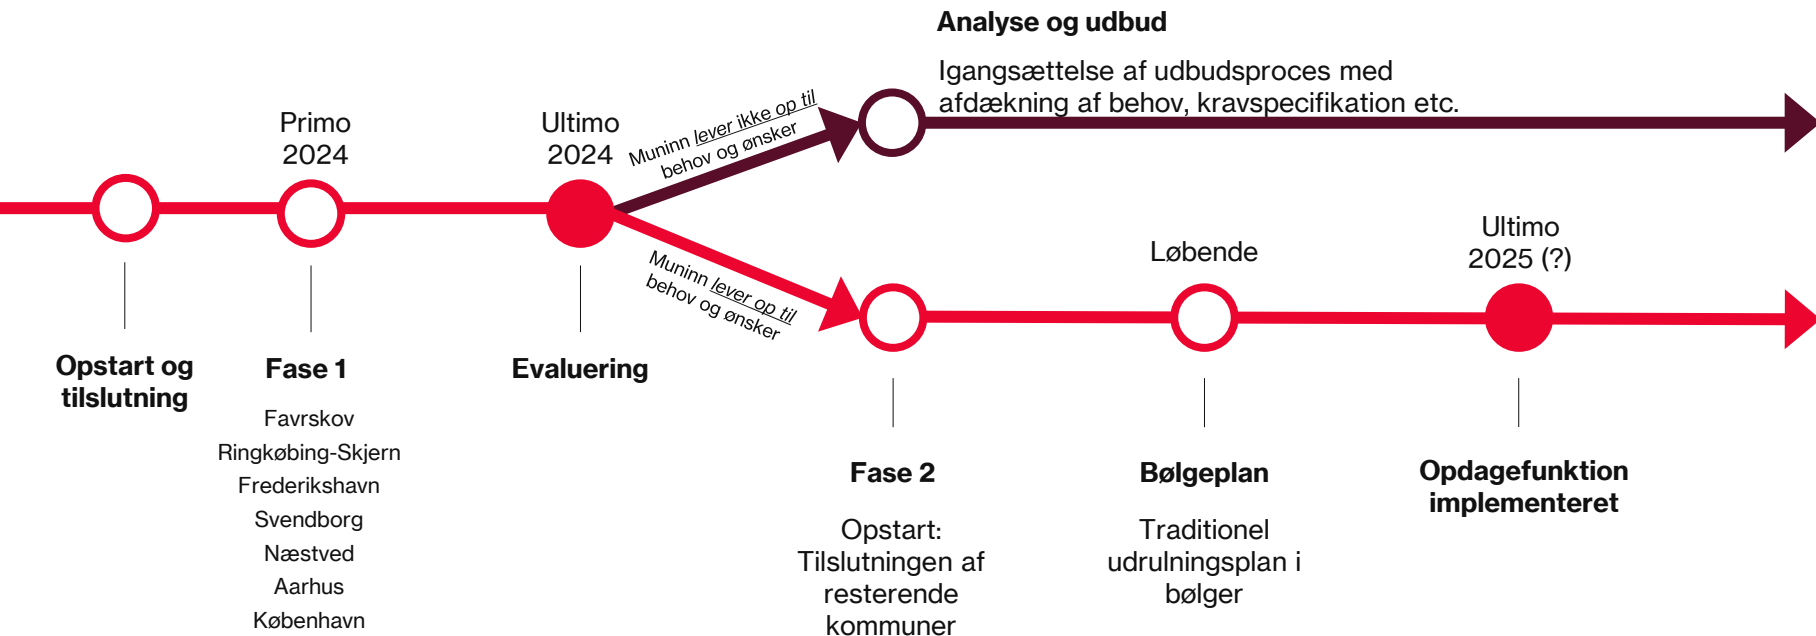 Analyse og udbud
Igangsættelse af udbudsproces med
afdækning af behov, kravspecifikation etc.
Primo
2024
Ultimo
2024
Muninn lever ikke op til
behov og ønsker
Muninn lever op til
behov og ønsker
Løbende
Ultimo
2025 (?)
Opstart og
tilslutning
Fase 1
Favrskov
Ringkøbing-Skjern
Frederikshavn
Svendborg
Næstved
Aarhus
København
Evaluering
Fase 2
Opstart:
Tilslutningen af
resterende
kommuner
Bølgeplan
Traditionel
udrulningsplan i
bølger
Opdagefunktion
implementeret